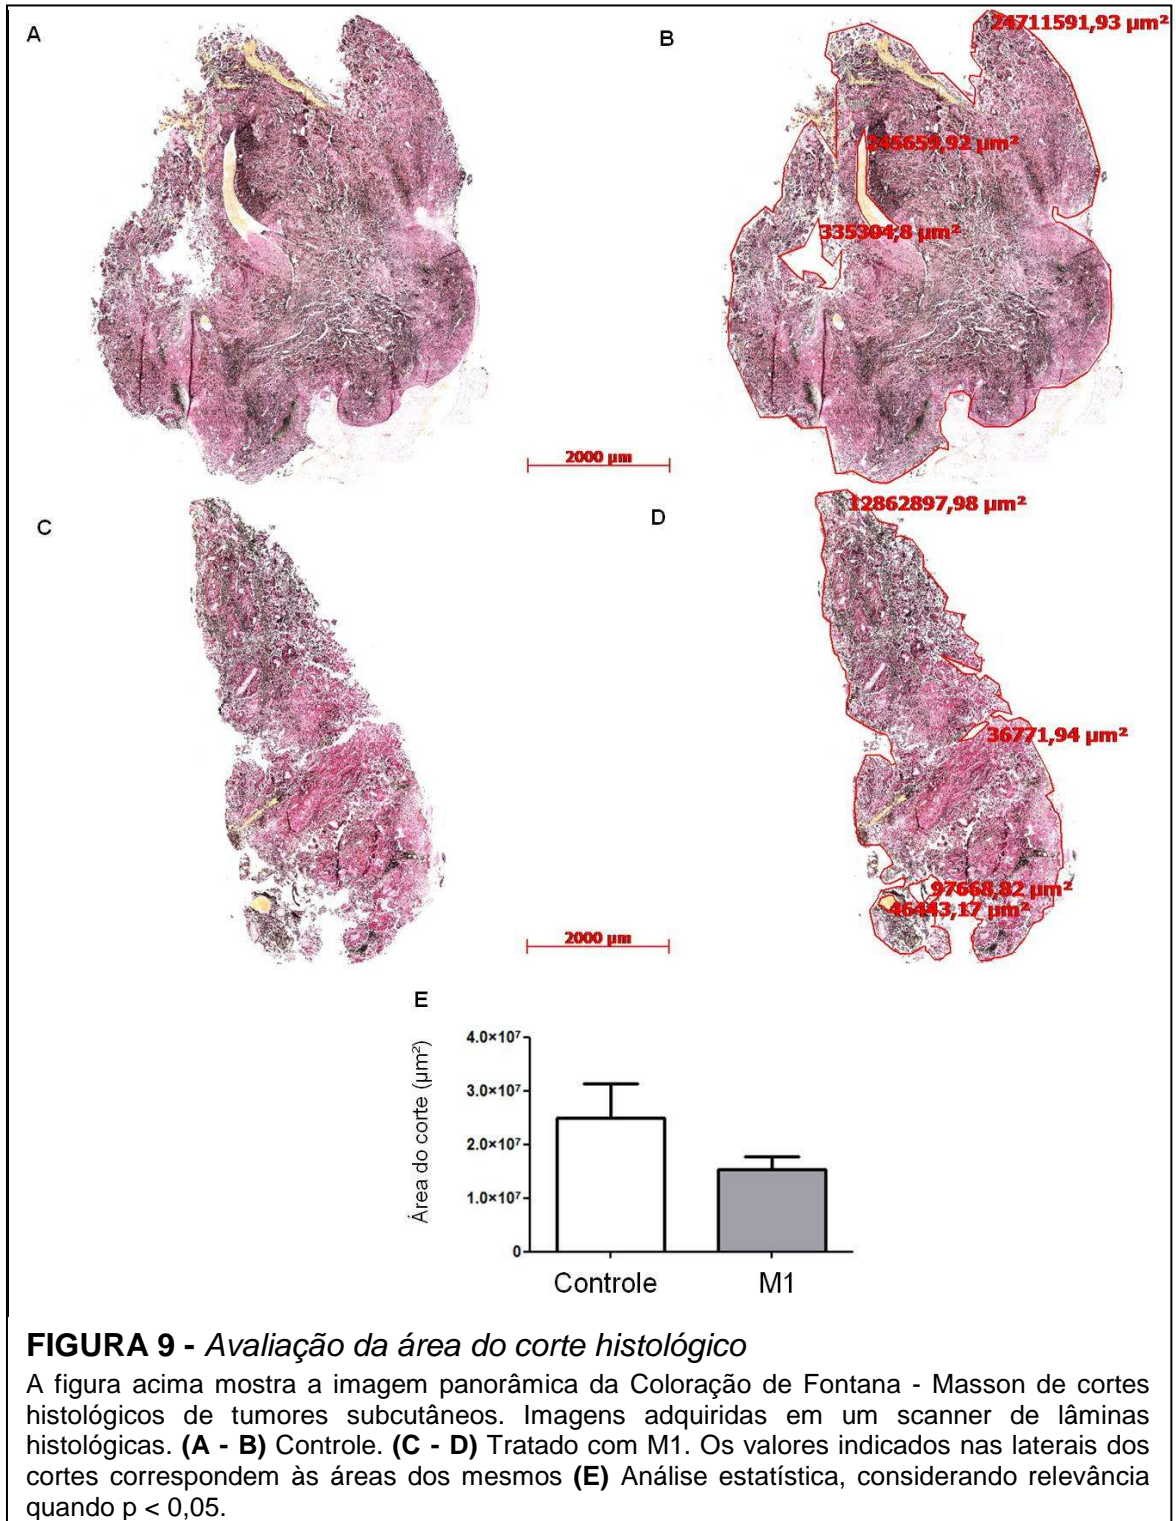 A
B
24711591,93 µm²
245659,92 µm²
335304,8 µm²
2000 µm
C
D
12862897,98 µm²
36771,94 µm²
97668,82 µm²
46443,17 µm²
2000 µm
E
Área do corte (µm²)
4.0×10⁷
3.0×10⁷
2.0×10⁷
1.0×10⁷
0
Controle
M1
FIGURA 9 - Avaliação da área do corte histológico
A figura acima mostra a imagem panorâmica da Coloração de Fontana - Masson de cortes
histológicos de tumores subcutâneos. Imagens adquiridas em um scanner de lâminas
histológicas. (A - B) Controle. (C - D) Tratado com M1. Os valores indicados nas laterais dos
cortes correspondem às áreas dos mesmos (E) Análise estatística, considerando relevância
quando p < 0,05.